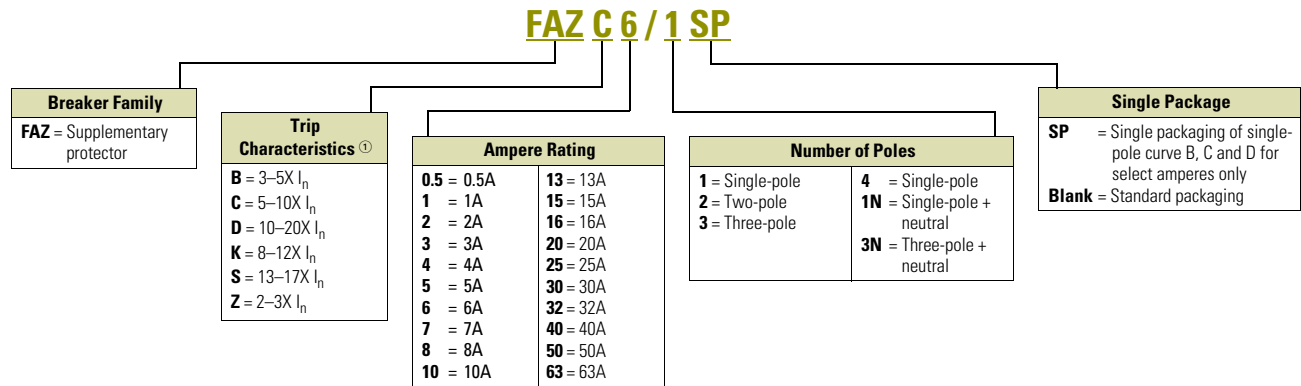 FAZ C 6 / 1 SP
Breaker Family
FAZ = Supplementary
protector
Trip
Characteristics ①
B = 3–5X In
C = 5–10X In
D = 10–20X In
K = 8–12X In
S = 13–17X In
Z = 2–3X In
Ampere Rating
0.5 = 0.5A
1 = 1A
2 = 2A
3 = 3A
4 = 4A
5 = 5A
6 = 6A
7 = 7A
8 = 8A
10 = 10A
13 = 13A
15 = 15A
16 = 16A
20 = 20A
25 = 25A
30 = 30A
32 = 32A
40 = 40A
50 = 50A
63 = 63A
Number of Poles
1 = Single-pole
2 = Two-pole
3 = Three-pole
4 = Single-pole
1N = Single-pole +
neutral
3N = Three-pole +
neutral
Single Package
SP = Single packaging of single-
pole curve B, C and D for
select amperes only
Blank = Standard packaging